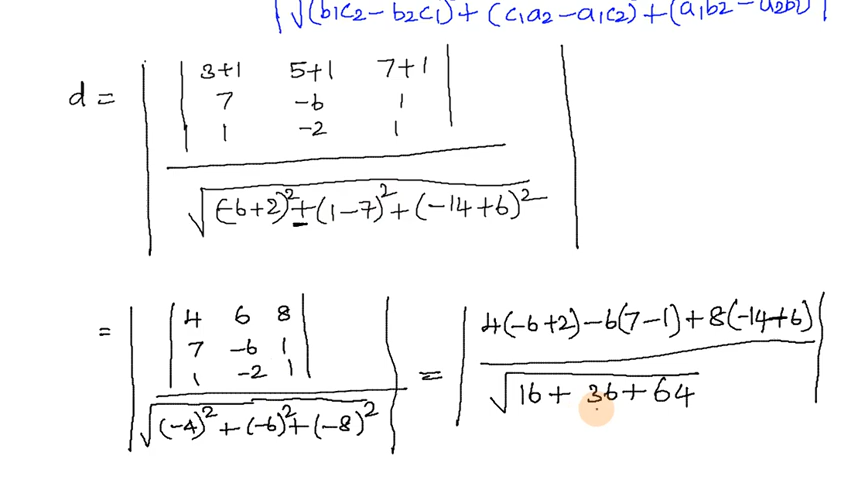 |√(b1c2-b2c1)²+(c1a2-a1c2)²+(a1b2-a2b1)²|
d = | | 3+1 5+1 7+1 |
7 -6 1
1 -2 1
√(-6+2)²+(1-7)²+(-14+6)²
= | | 4 6 8 | | = | 4(-6+2)-6(7-1)+8(-14+6) |
7 -6 1
1 -2 1
√(-4)²+(-6)²+(-8)² √16+36+64